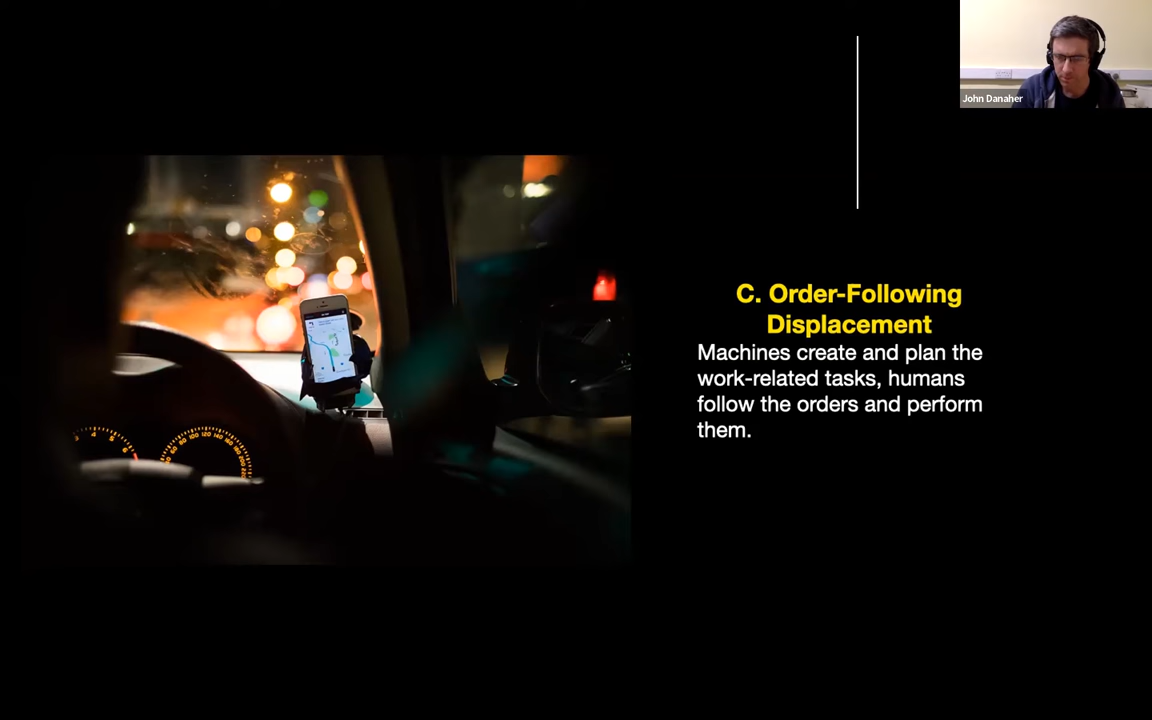 John Danaher
C. Order-Following
Displacement
Machines create and plan the
work-related tasks, humans
follow the orders and perform
them.